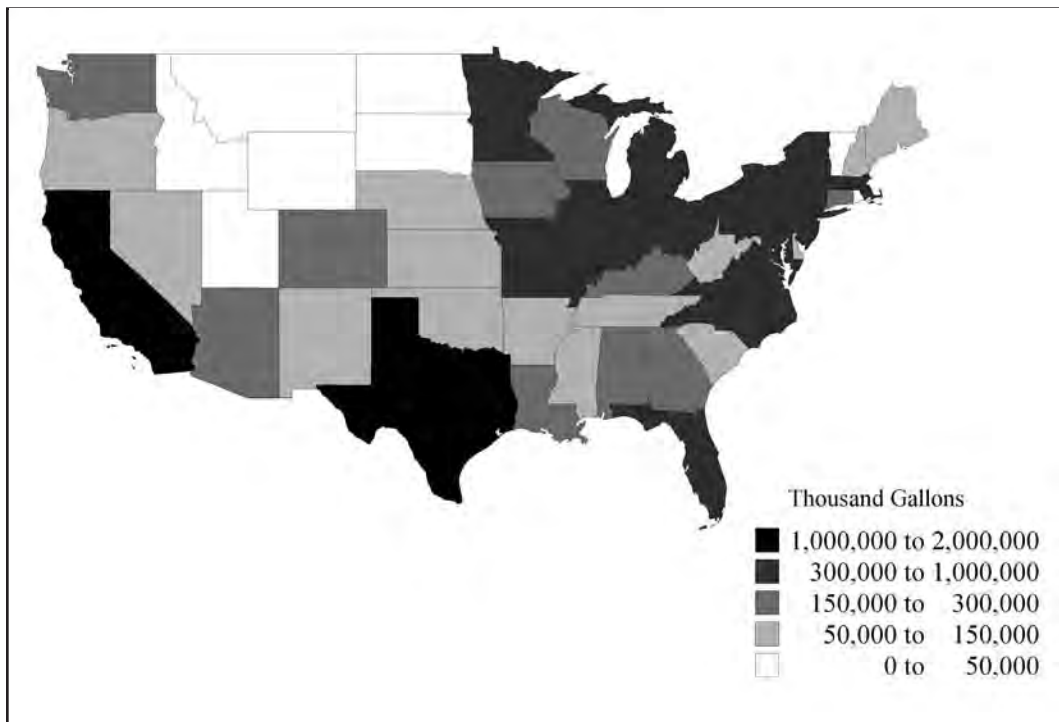 Thousand Gallons
1,000,000 to 2,000,000
300,000 to 1,000,000
150,000 to 300,000
50,000 to 150,000
0 to 50,000